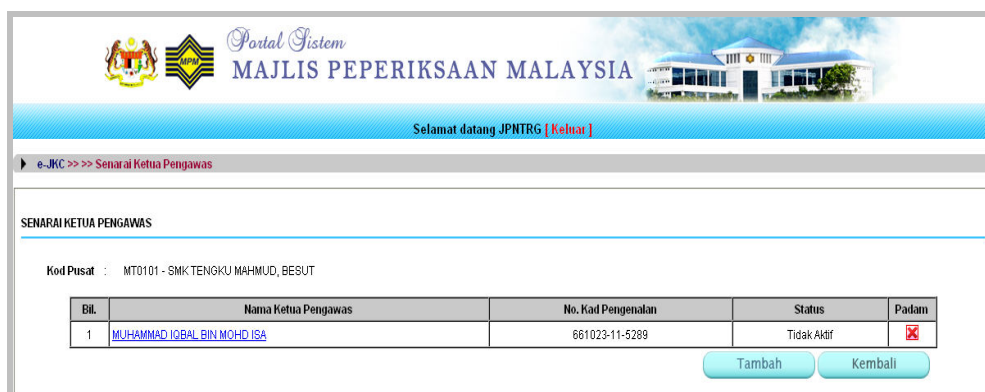 Portal Sistem
MPM
MAJLIS PEPERIKSAAN MALAYSIA
Selamat datang JPNTRG [ Keluar ]
e-JKC >> >> Senarai Ketua Pengawas
SENARAI KETUA PENGAWAS
Kod Pusat : MT0101 - SMK TENGKU MAHMUD, BESUT
Bil. Nama Ketua Pengawas No. Kad Pengenalan Status Padam
1 MUHAMMAD IQBAL BIN MOHD ISA 661023-11-5289 Tidak Aktif
Tambah Kembali